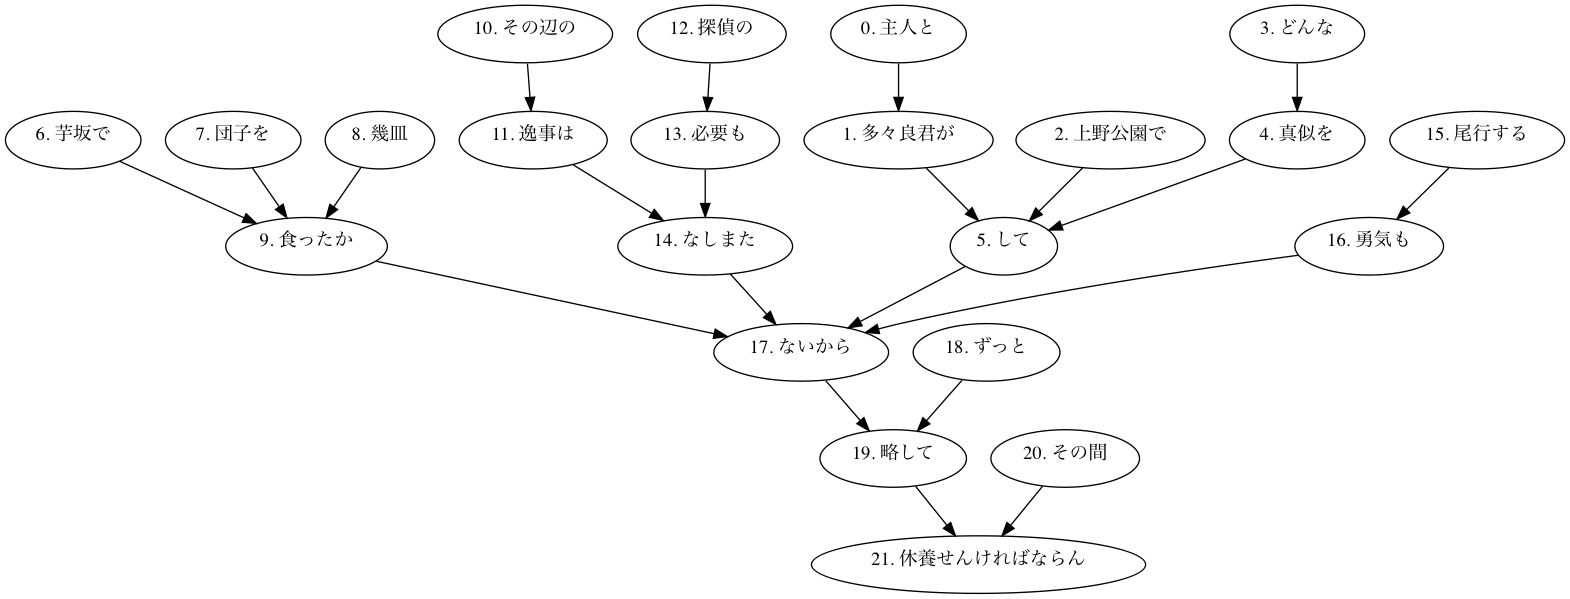 10. その辺の
12. 探偵の
0. 主人と
3. どんな
6. 芋坂で
7. 団子を
8. 幾皿
11. 逸事は
13. 必要も
1. 多々良君が
2. 上野公園で
4. 真似を
15. 尾行する
9. 食ったか
14. なしまた
5. して
16. 勇気も
17. ないから
18. ずっと
19. 略して
20. その間
21. 休養せんければならん